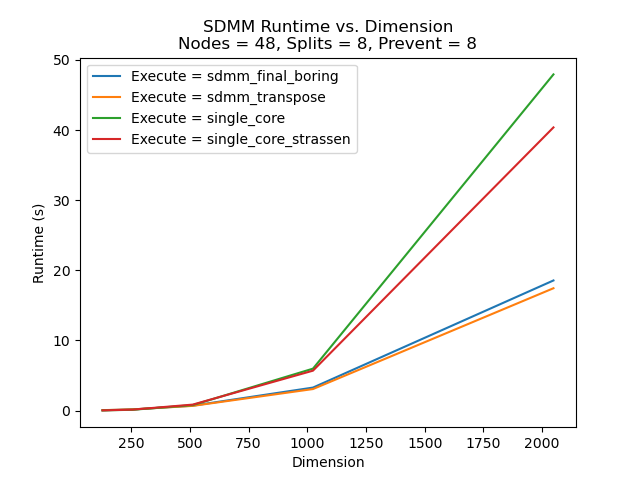 SDMM Runtime vs. Dimension
Nodes = 48, Splits = 8, Prevent = 8
Execute = sdmm_final_boring
Execute = sdmm_transpose
Execute = single_core
Execute = single_core_strassen
50
40
30
20
10
0
Runtime (s)
250 500 750 1000 1250 1500 1750 2000
Dimension